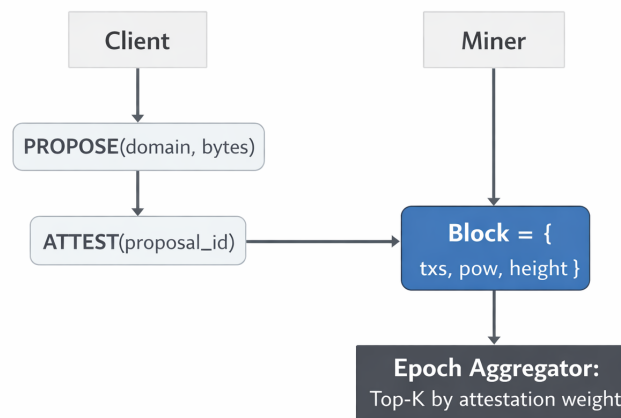 Client
Miner
PROPOSE(domain, bytes)
ATTEST(proposal_id)
Block = {
txs, pow, height }
Epoch Aggregator:
Top-K by attestation weight